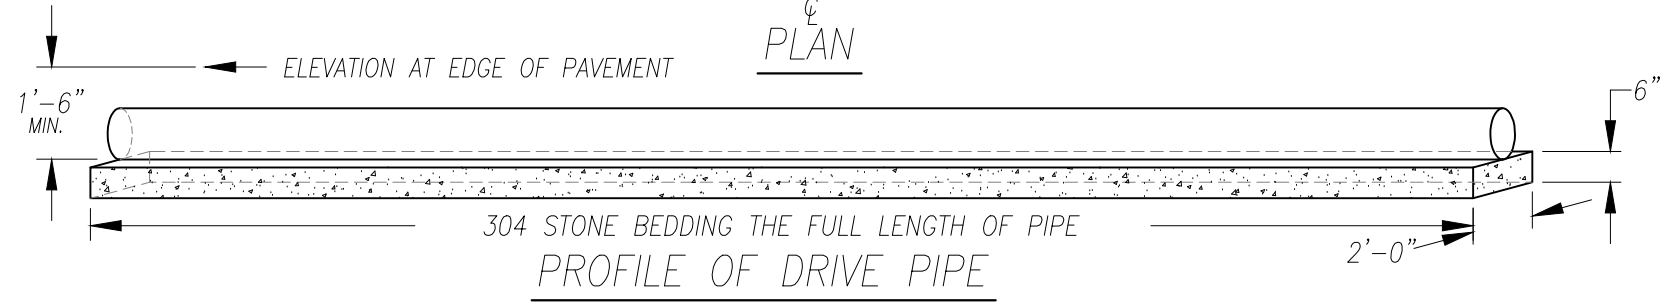 ℄
PLAN
ELEVATION AT EDGE OF PAVEMENT
1'-6"
MIN.
6"
304 STONE BEDDING THE FULL LENGTH OF PIPE
2'-0"
PROFILE OF DRIVE PIPE